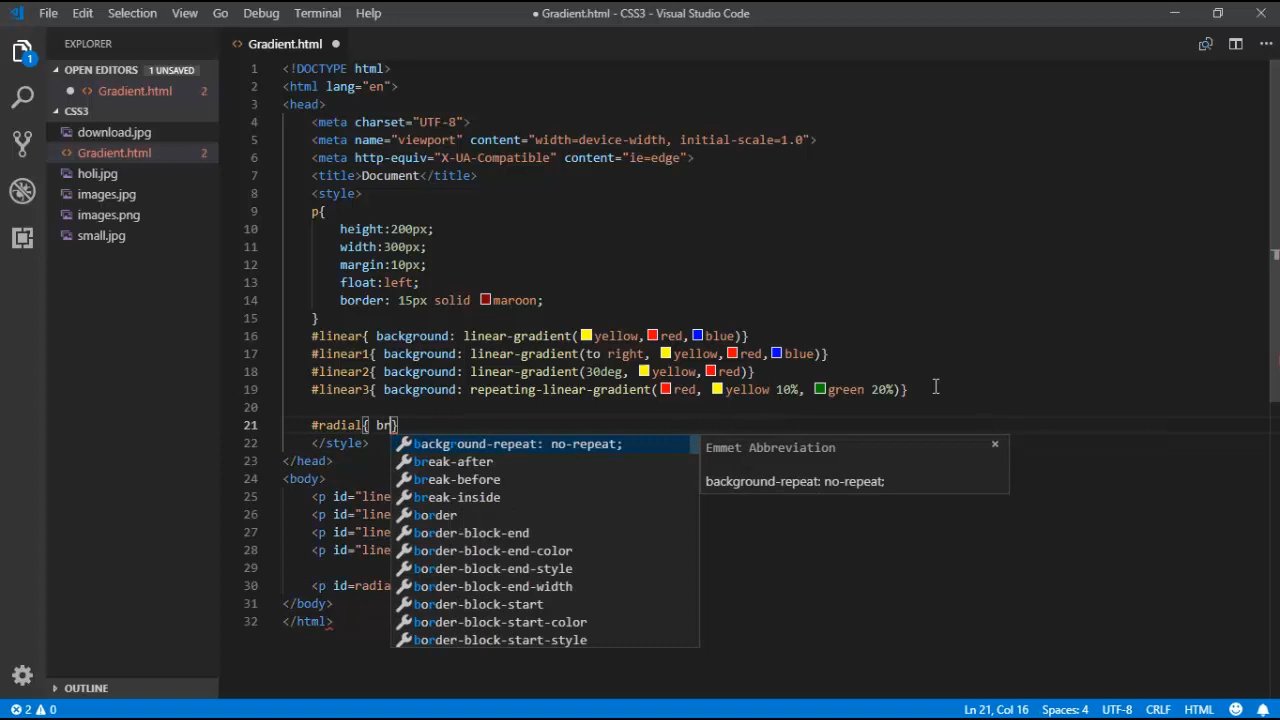 File Edit Selection View Go Debug Terminal Help
● Gradient.html - CSS3 - Visual Studio Code
EXPLORER
OPEN EDITORS 1 UNSAVED
Gradient.html 2
CSS3
download.jpg
Gradient.html 2
holi.jpg
images.jpg
images.png
small.jpg
OUTLINE
1
Gradient.html
1 <!DOCTYPE html>
2 <html lang="en">
3 <head>
4 <meta charset="UTF-8">
5 <meta name="viewport" content="width=device-width, initial-scale=1.0">
6 <meta http-equiv="X-UA-Compatible" content="ie=edge">
7 <title>Document</title>
8 <style>
9 p{
10 height:200px;
11 width:300px;
12 margin:10px;
13 float:left;
14 border: 15px solid maroon;
15 }
16 #linear{ background: linear-gradient(yellow,red,blue)}
17 #linear1{ background: linear-gradient(to right, yellow,red,blue)}
18 #linear2{ background: linear-gradient(30deg, yellow,red)}
19 #linear3{ background: repeating-linear-gradient(red, yellow 10%, green 20%)}
20
21 #radial{ br}
22 </style>
23 </head>
24 <body>
25 <p id="line
26 <p id="line
27 <p id="line
28 <p id="line
29
30 <p id=radia
31 </body>
32 </html>
background-repeat: no-repeat;
break-after
break-before
break-inside
border
border-block-end
border-block-end-color
border-block-end-style
border-block-end-width
border-block-start
border-block-start-color
border-block-start-style
Emmet Abbreviation
background-repeat: no-repeat;
2 0
Ln 21, Col 16 Spaces: 4 UTF-8 CRLF HTML